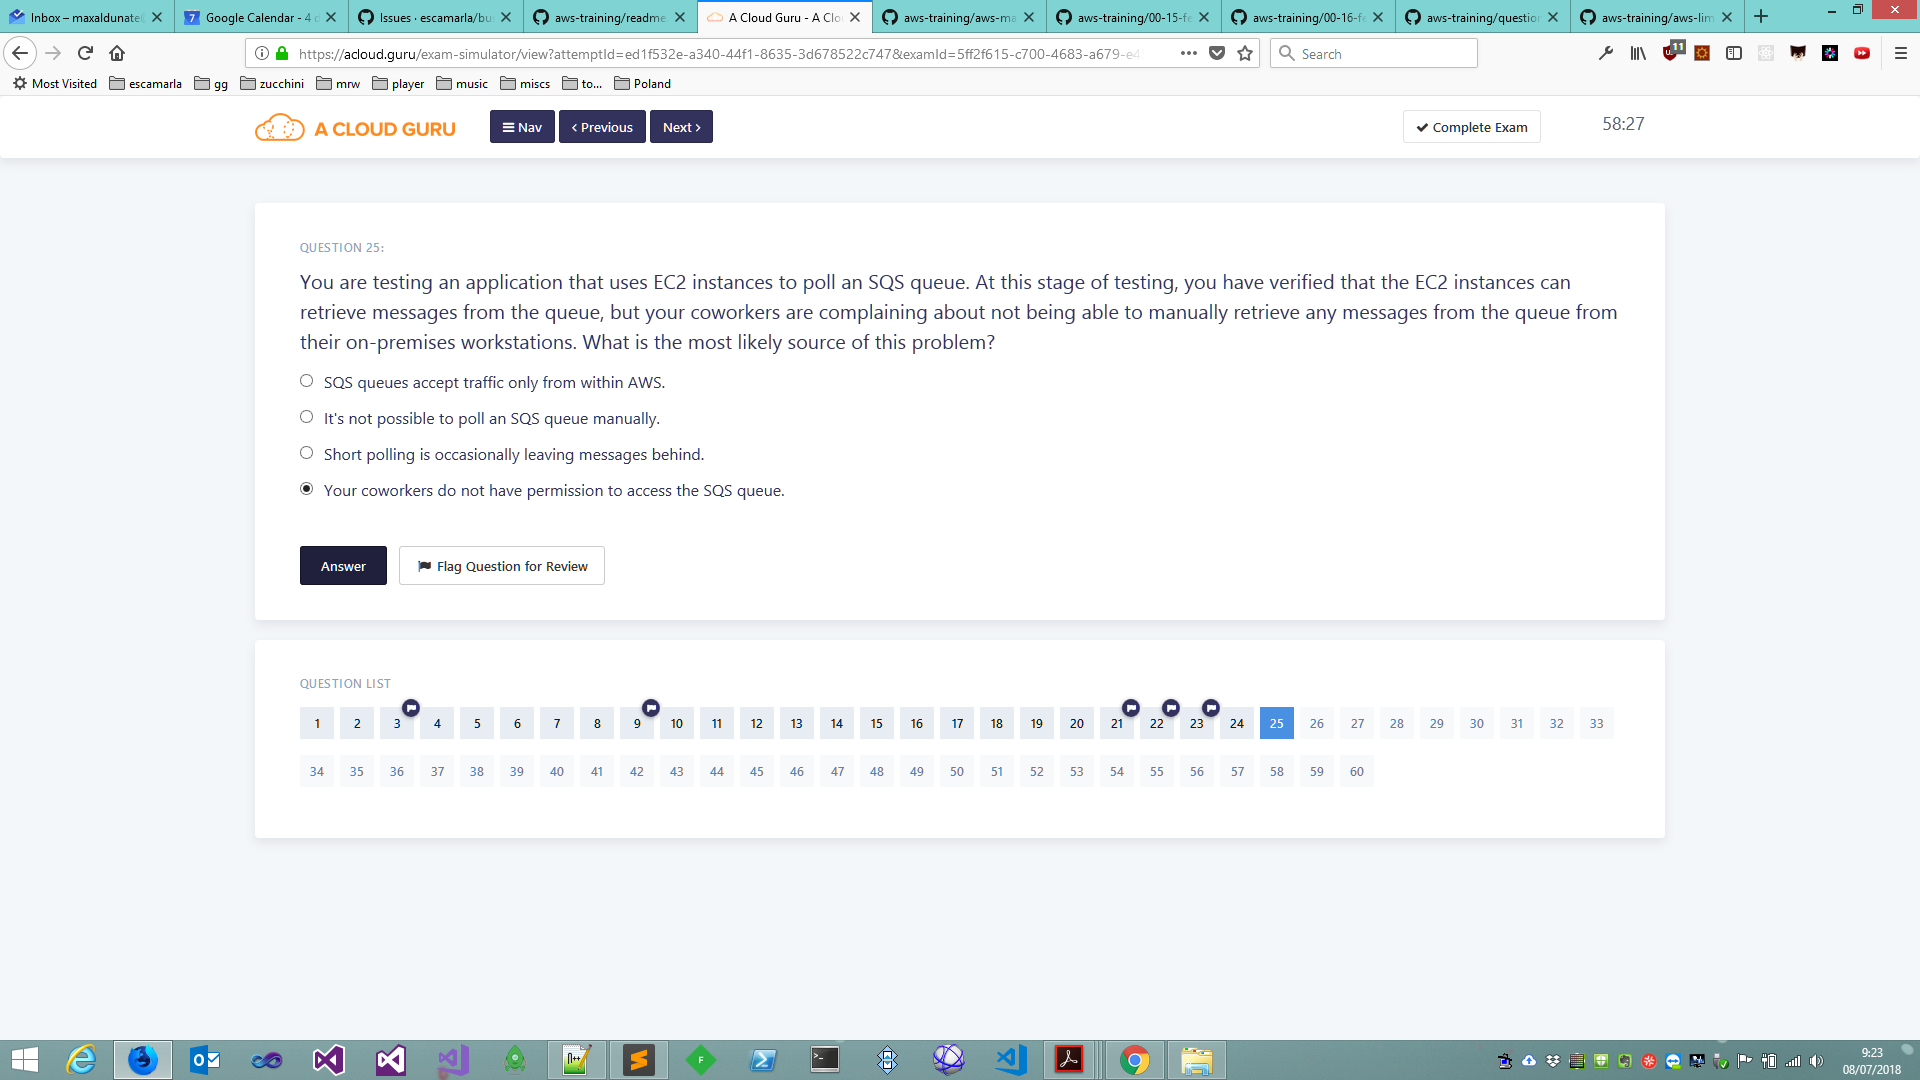 Inbox – maxaldunate
Google Calendar - 4
Issues · escamarla/bu
aws-training/readme
A Cloud Guru - A Clo
aws-training/aws-ma
aws-training/00-15-fe
aws-training/00-16-fe
aws-training/question
aws-training/aws-lim
https://acloud.guru/exam-simulator/view?attemptId=ed1f532e-a340-44f1-8635-3d678522c747&examId=5ff2f615-c700-4683-a679-e4
Search
11
Most Visited escamarla gg zucchini mrw player music miscs to... Poland
A CLOUD GURU
Nav
Previous
Next
Complete Exam
58:27
QUESTION 25:
You are testing an application that uses EC2 instances to poll an SQS queue. At this stage of testing, you have verified that the EC2 instances can
retrieve messages from the queue, but your coworkers are complaining about not being able to manually retrieve any messages from the queue from
their on-premises workstations. What is the most likely source of this problem?
SQS queues accept traffic only from within AWS.
It's not possible to poll an SQS queue manually.
Short polling is occasionally leaving messages behind.
Your coworkers do not have permission to access the SQS queue.
Answer
Flag Question for Review
QUESTION LIST
1 2 3 4 5 6 7 8 9 10 11 12 13 14 15 16 17 18 19 20 21 22 23 24 25 26 27 28 29 30 31 32 33
34 35 36 37 38 39 40 41 42 43 44 45 46 47 48 49 50 51 52 53 54 55 56 57 58 59 60
9:23
08/07/2018